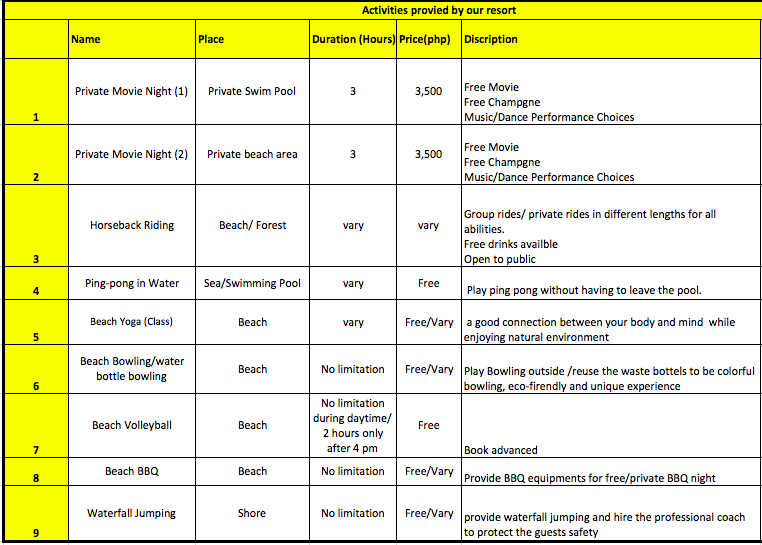 Activities provied by our resort
Name Place Duration (Hours) Price(php) Discription
1 Private Movie Night (1) Private Swim Pool 3 3,500 Free Movie
Free Champgne
Music/Dance Performance Choices
2 Private Movie Night (2) Private beach area 3 3,500 Free Movie
Free Champgne
Music/Dance Performance Choices
3 Horseback Riding Beach/ Forest vary vary Group rides/ private rides in different lengths for all
abilities.
Free drinks availble
Open to public
4 Ping-pong in Water Sea/Swimming Pool vary Free Play ping pong without having to leave the pool.
5 Beach Yoga (Class) Beach vary Free/Vary a good connection between your body and mind while
enjoying natural environment
6 Beach Bowling/water
bottle bowling Beach No limitation Free/Vary Play Bowling outside /reuse the waste bottels to be colorful
bowling, eco-firendly and unique experience
7 Beach Volleyball Beach No limitation
during daytime/
2 hours only
after 4 pm Free Book advanced
8 Beach BBQ Beach No limitation Free/Vary Provide BBQ equipments for free/private BBQ night
9 Waterfall Jumping Shore No limitation Free/Vary provide waterfall jumping and hire the professional coach
to protect the guests safety